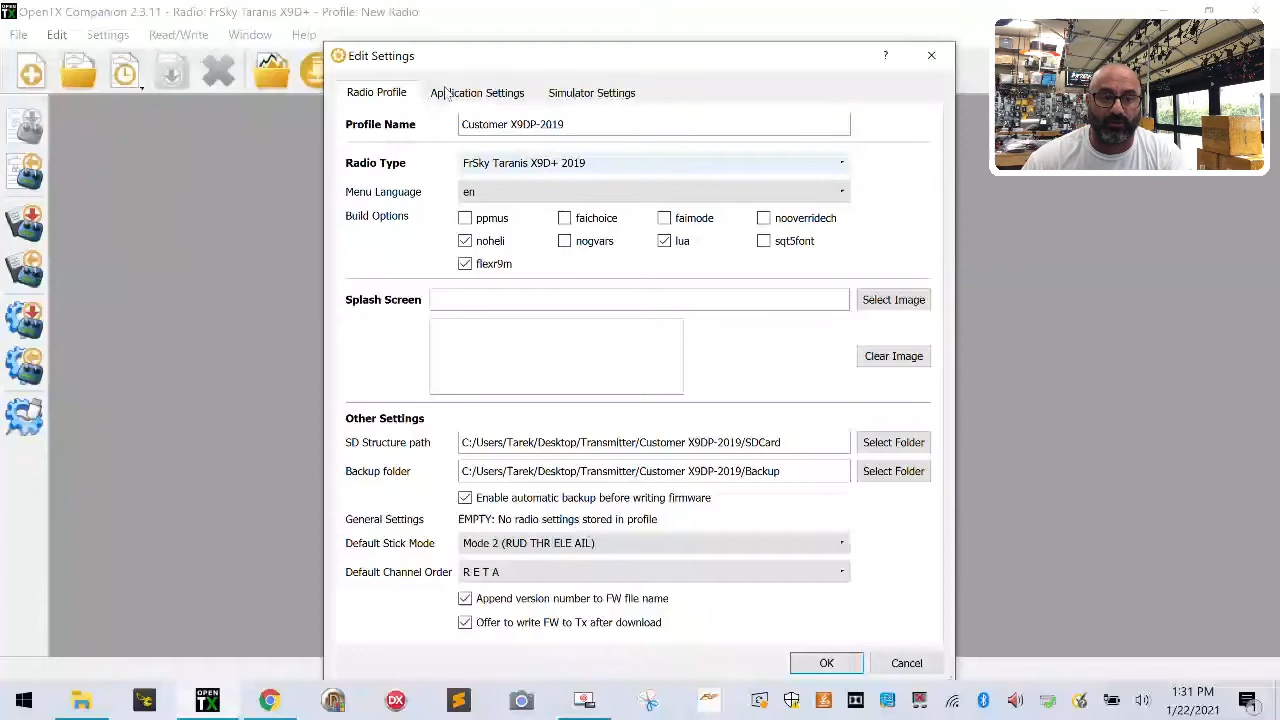 OPEN TX OpenTX Companion 2.3.11 - Radio: FrSky Taranis X9D+ - Profile: New Radio
File Edit Settings Read/Write Window Help
Edit Settings ?
Radio Profile Application Settings Simulator Settings
Profile Name Customer X9DP-2019
Radio Type FrSky Taranis X9D+ 2019
Menu Language en
Build Options ppmus faichoice faimode nooverridech
noheli nogvars lua sqt5font
flexr9m
Splash Screen Select Image
Clear Image
Other Settings
SD Structure path C:/Users/Tarek/Desktop/Transmitter/Customer X9DP-2019/SDCard Select Folder
Backup folder C:/Users/Tarek/Desktop/Transmitter/Customer X9DP-2019/Backup Select Folder
Enable automatic backup before writing firmware
General Settings EMPTY: No radio settings stored in profile
Default Stick Mode Mode 2 (RUD THR ELE AIL)
Default Channel Order R E T A
Append version number to FW file name
Offer to write FW to Tx after download
OK Cancel
OPEN TX DX 1:31 PM
1/22/2021